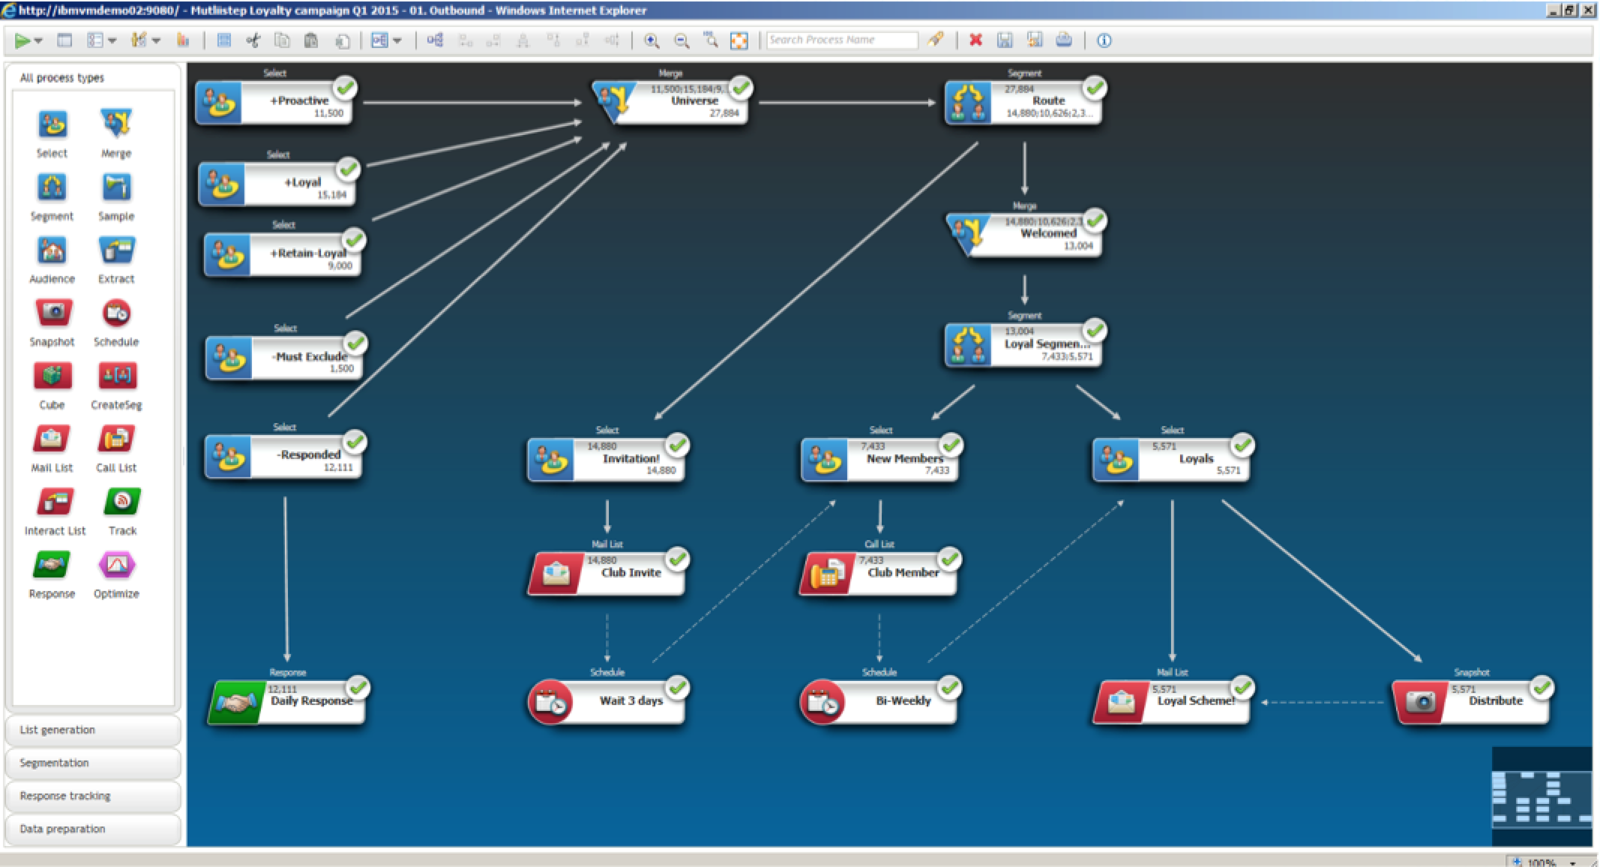 http://ibmvmdemo02:9080/ - Mutliistep Loyalty campaign Q1 2015 - 01. Outbound - Windows Internet Explorer
Search Process Name
All process types
Select
Merge
Segment
Sample
Audience
Extract
Snapshot
Schedule
Cube
CreateSeg
Mail List
Call List
Interact List
Track
Response
Optimize
List generation
Segmentation
Response tracking
Data preparation
Select
+Proactive
11,500
Merge
11,500;15,184;9,...
Universe
27,884
Segment
27,884
Route
14,880;10,626;2,3...
Select
+Loyal
15,184
Select
+Retain-Loyal
9,000
Merge
14,880;10,626;2,3
Welcomed
13,004
Select
-Must Exclude
1,500
Segment
13,004
Loyal Segmen...
7,433;5,571
Select
-Responded
12,111
Select
14,880
Invitation!
14,880
Select
7,433
New Members
7,433
Select
5,571
Loyals
5,571
Mail List
14,880
Club Invite
Call List
7,433
Club Member
Response
12,111
Daily Response
Schedule
Wait 3 days
Schedule
Bi-Weekly
Mail List
5,571
Loyal Scheme!
Snapshot
5,571
Distribute
100%